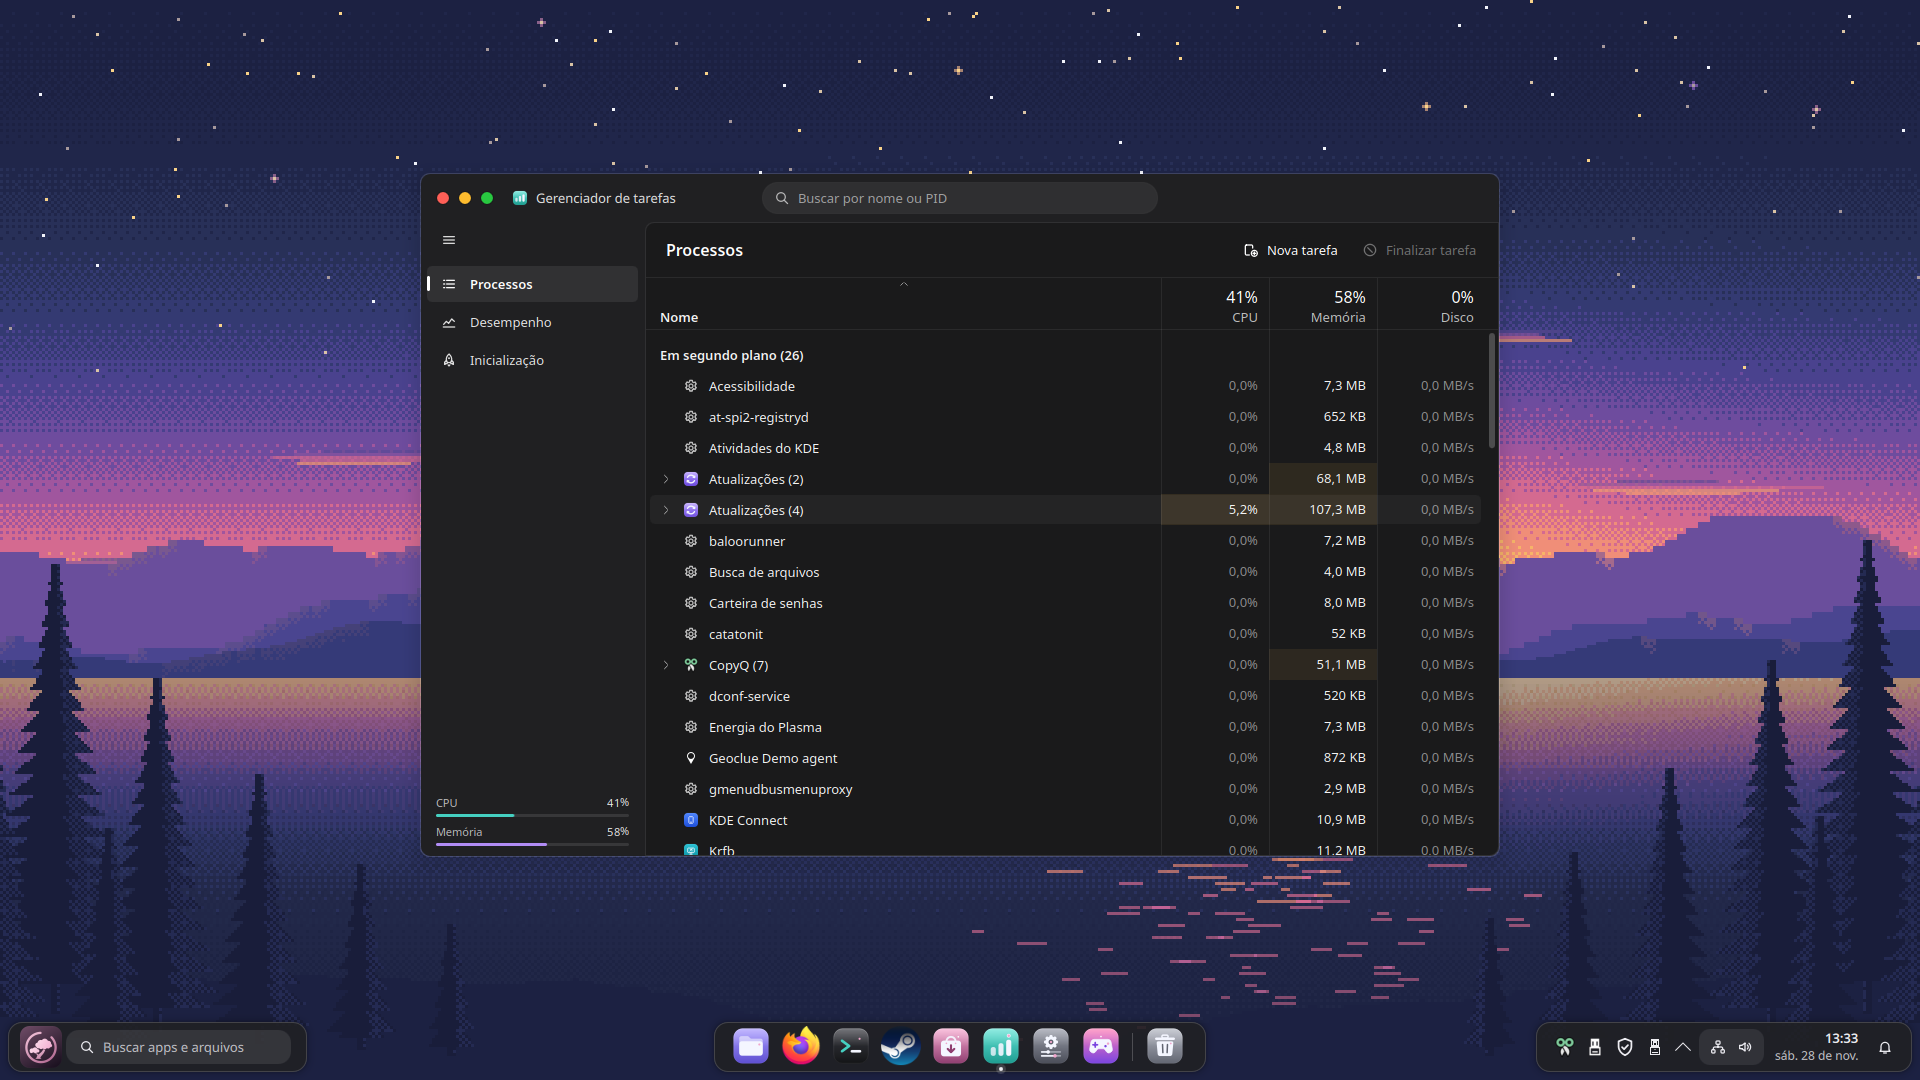 Gerenciador de tarefas
Buscar por nome ou PID
Processos
Desempenho
Inicialização
CPU 41%
Memória 58%
Processos
Nova tarefa
Finalizar tarefa
41% 58% 0%
Nome CPU Memória Disco
Em segundo plano (26)
Acessibilidade 0,0% 7,3 MB 0,0 MB/s
at-spi2-registryd 0,0% 652 KB 0,0 MB/s
Atividades do KDE 0,0% 4,8 MB 0,0 MB/s
Atualizações (2) 0,0% 68,1 MB 0,0 MB/s
Atualizações (4) 5,2% 107,3 MB 0,0 MB/s
baloorunner 0,0% 7,2 MB 0,0 MB/s
Busca de arquivos 0,0% 4,0 MB 0,0 MB/s
Carteira de senhas 0,0% 8,0 MB 0,0 MB/s
catatonit 0,0% 52 KB 0,0 MB/s
CopyQ (7) 0,0% 51,1 MB 0,0 MB/s
dconf-service 0,0% 520 KB 0,0 MB/s
Energia do Plasma 0,0% 7,3 MB 0,0 MB/s
Geoclue Demo agent 0,0% 872 KB 0,0 MB/s
gmenudbusmenuproxy 0,0% 2,9 MB 0,0 MB/s
KDE Connect 0,0% 10,9 MB 0,0 MB/s
Krfb 0,0% 11,2 MB 0,0 MB/s
Buscar apps e arquivos
13:33
sáb. 28 de nov.